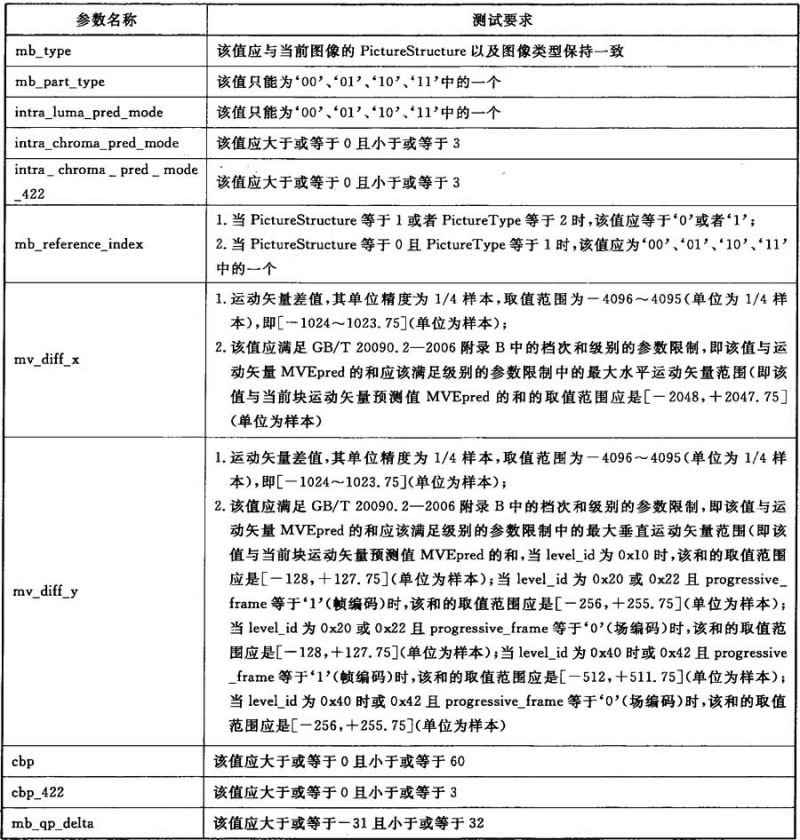 参数名称 测试要求
mb_type 该值应与当前图像的 PictureStructure 以及图像类型保持一致
mb_part_type 该值只能为‘00’、‘01’、‘10’、‘11’中的一个
intra_luma_pred_mode 该值只能为‘00’、‘01’、‘10’、‘11’中的一个
intra_chroma_pred_mode 该值应大于或等于 0 且小于或等于 3
intra_chroma_pred_mode
_422
该值应大于或等于 0 且小于或等于 3
mb_reference_index
1. 当 PictureStructure 等于 1 或者 PictureType 等于 2 时,该值应等于‘0’或者‘1’;
2. 当 PictureStructure 等于 0 且 PictureType 等于 1 时,该值应为‘00’、‘01’、‘10’、‘11’
中的一个
mv_diff_x
1. 运动矢量差值,其单位精度为 1/4 样本,取值范围为－4096～4095(单位为 1/4 样
本),即[－1024～1023.75](单位为样本);
2. 该值应满足 GB/T 20090.2—2006 附录 B 中的档次和级别的参数限制,即该值与运
动矢量 MVEpred 的和应该满足级别的参数限制中的最大水平运动矢量范围(即该
值与当前块运动矢量预测值 MVEpred 的和的取值范围应是[－2048,＋2047.75]
(单位为样本)
mv_diff_y
1. 运动矢量差值,其单位精度为 1/4 样本,取值范围为－4096～4095(单位为 1/4 样
本),即[－1024～1023.75](单位为样本);
2. 该值应满足 GB/T 20090.2—2006 附录 B 中的档次和级别的参数限制,即该值与运
动矢量 MVEpred 的和应该满足级别的参数限制中的最大垂直运动矢量范围(即该
值与当前块运动矢量预测值 MVEpred 的和,当 level_id 为 0x10 时,该和的取值范围
应是[－128,＋127.75](单位为样本);当 level_id 为 0x20 或 0x22 且 progressive_
frame 等于‘1’(帧编码)时,该和的取值范围应是[－256,＋255.75](单位为样本);
当 level_id 为 0x20 或 0x22 且 progressive_frame 等于‘0’(场编码)时,该和的取值范
围应是[－128,＋127.75](单位为样本);当 level_id 为 0x40 时或 0x42 且 progressive
_frame 等于‘1’(帧编码)时,该和的取值范围应是[－512,＋511.75](单位为样本);
当 level_id 为 0x40 时或 0x42 且 progressive_frame 等于‘0’(场编码)时,该和的取值
范围应是[－256,＋255.75](单位为样本)
cbp 该值应大于或等于 0 且小于或等于 60
cbp_422 该值应大于或等于 0 且小于或等于 3
mb_qp_delta 该值应大于或等于－31 且小于或等于 32